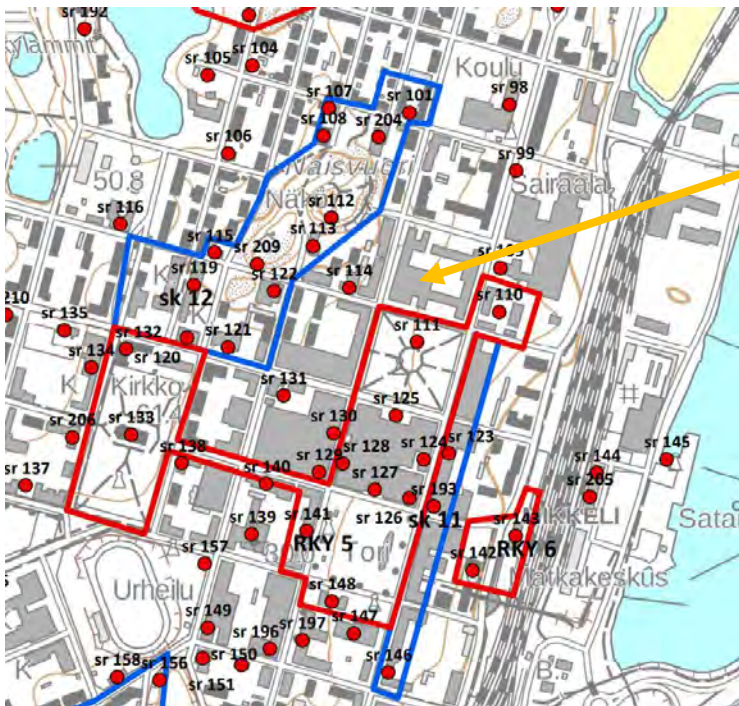 sr 192
kylammit
sr 104
sr 105
Koulu
sr 107
sr 101
sr 98
sr 108
sr 204
sr 106
sr 99
Naisvuori
Sairaala
50.8
Näkö
sr 112
sr 116
sr 113
sr 115
sr 209
K
sr 119
sr 122
sr 114
sk 12
sr 110
210
sr 135
K
sr 111
sr 132
sr 121
sr 134
sr 120
K
Kirkko
sr 131
61.4
sr 125
sr 206
sr 133
sr 130
sr 138
sr 129
sr 128
sr 124
sr 123
sr 144
sr 145
sr 137
sr 140
sr 127
sr 205
sr 193
sr 126
sk 11
sr 139
sr 141
sr 143
IKKELI
RKY 5
Tori
RKY 6
Satam
sr 157
sr 142
Matkakeskus
Urheilu
sr 148
sr 149
sr 147
sr 196
sr 197
K
sr 158
sr 156
sr 150
sr 146
B.
sr 151